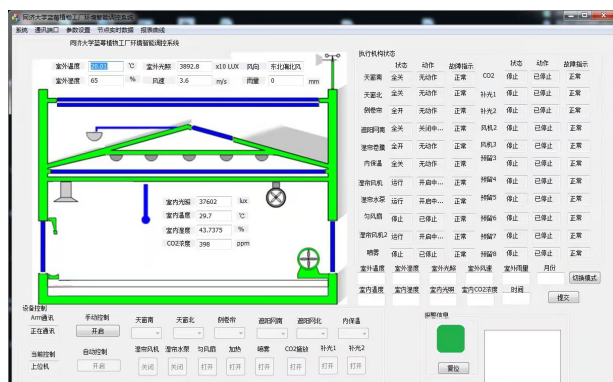 同济大学蓝莓植物工厂环境智能调控系统
系统 通讯端口 参数设置 节点实时数据 报表曲线
同济大学蓝莓植物工厂环境智能调控系统
室外温度 ℃ 室外光照 3892.8 x10 LUX 风向 东北偏北风
室外湿度 65 % 风速 3.6 m/s 雨量 0 mm
室内光照 37602 lux
室内温度 29.7 ℃
室内湿度 43.7375 %
CO2浓度 398 ppm
执行机构状态
状态 动作 故障指示 状态 动作 故障指示
天窗南 全关 无动作 正常 CO2 停止 已停止 正常
天窗北 全关 无动作 正常 补光1 停止 已停止 正常
侧卷帘 全开 无动作 正常 补光2 停止 已停止 正常
遮阳网南 全关 关闭中... 正常 风机2 停止 已停止 正常
湿帘卷量 全开 无动作 正常 风机3 停止 已停止 正常
内保温 全关 无动作 正常 预留3 停止 已停止 正常
湿帘风机 运行 开启中... 正常 预留4 停止 已停止 正常
湿帘水泵 运行 开启中... 正常 预留5 停止 已停止 正常
匀风扇 停止 已停止 正常 预留6 停止 已停止 正常
湿帘风机2 运行 开启中... 正常 预留7 停止 已停止 正常
喷雾 停止 已停止 正常 预留8 停止 已停止 正常
室外温度 室外湿度 室外光照 室外风速 室外雨量 月份
切换模式
室内温度 室内湿度 室内光照 室内CO2浓度 时间
提交
设备控制
Arm通讯 手动控制 天窗南 天窗北 侧卷帘 遮阳网南 遮阳网北 内保温
正在通讯 开启
当前控制 自动控制 湿帘风机 湿帘水泵 匀风扇 加热 喷雾 CO2施放 补光1 补光2
上位机 开启 关闭 关闭 打开 打开 打开 打开 打开 打开
报警信息
复位